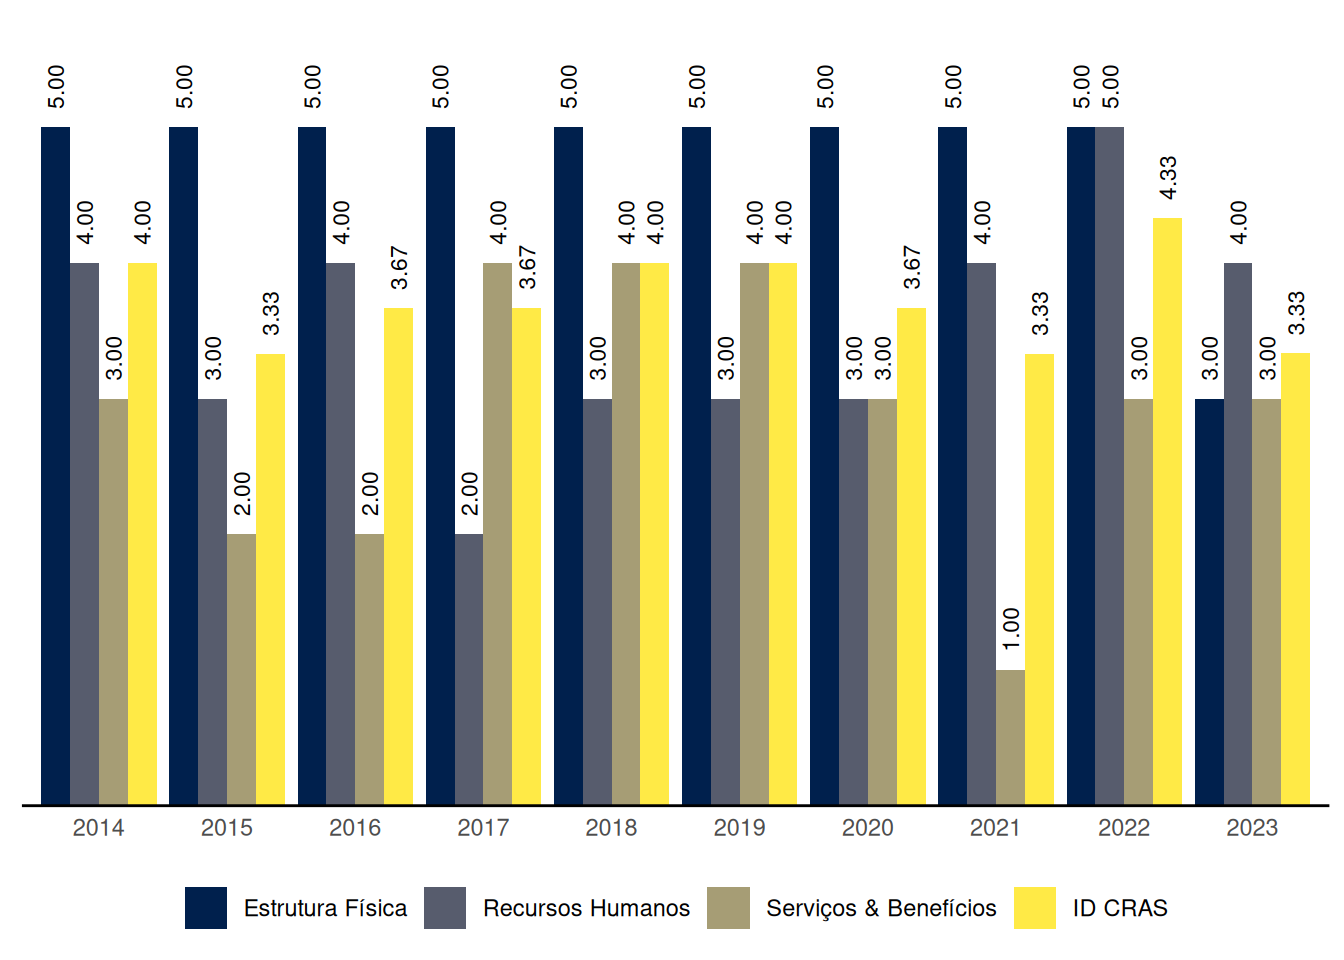 5.00 4.00 3.00 4.00 5.00 3.00 2.00 3.33 5.00 4.00 2.00 3.67 5.00 2.00 4.00 3.67 5.00 3.00 4.00 4.00 5.00 3.00 4.00 4.00 5.00 3.00 3.00 3.67 5.00 4.00 1.00 3.33 5.00 5.00 3.00 4.33 3.00 4.00 3.00 3.33
2014 2015 2016 2017 2018 2019 2020 2021 2022 2023
Estrutura Física Recursos Humanos Serviços & Benefícios ID CRAS